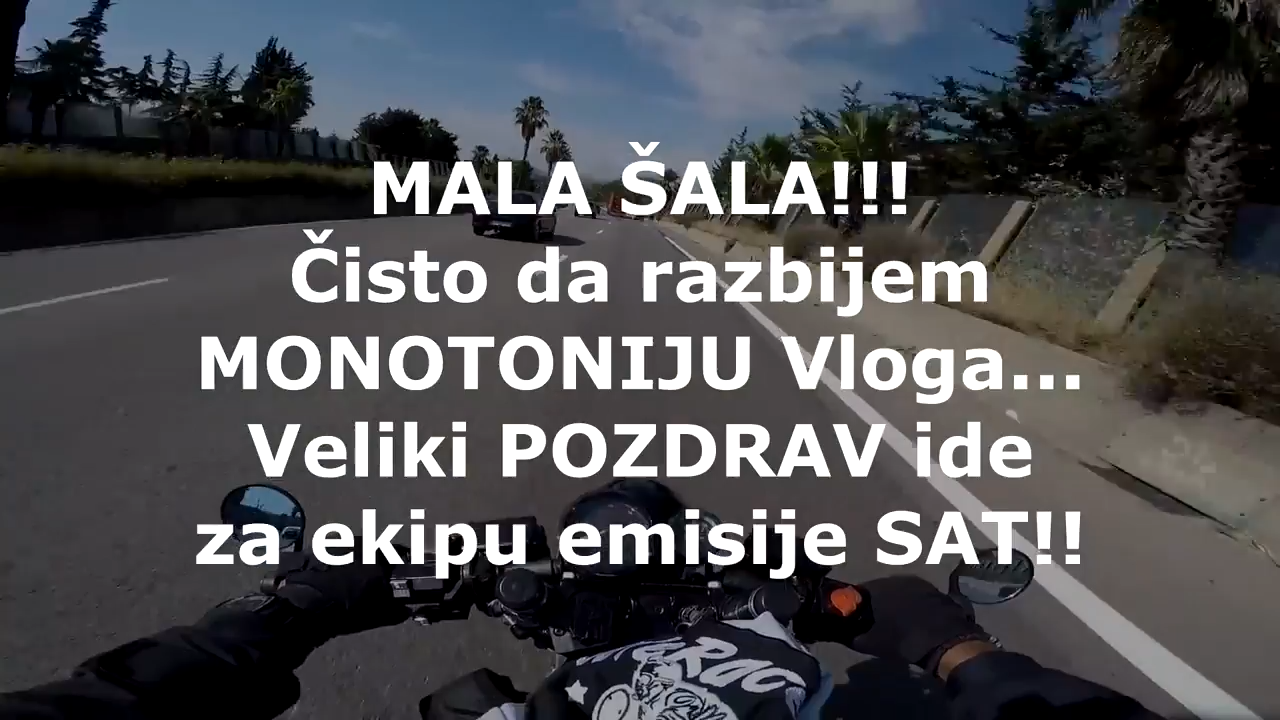 MALA ŠALA!!!
Čisto da razbijem
MONOTONIJU Vloga...
Veliki POZDRAV ide
za ekipu emisije SAT!!